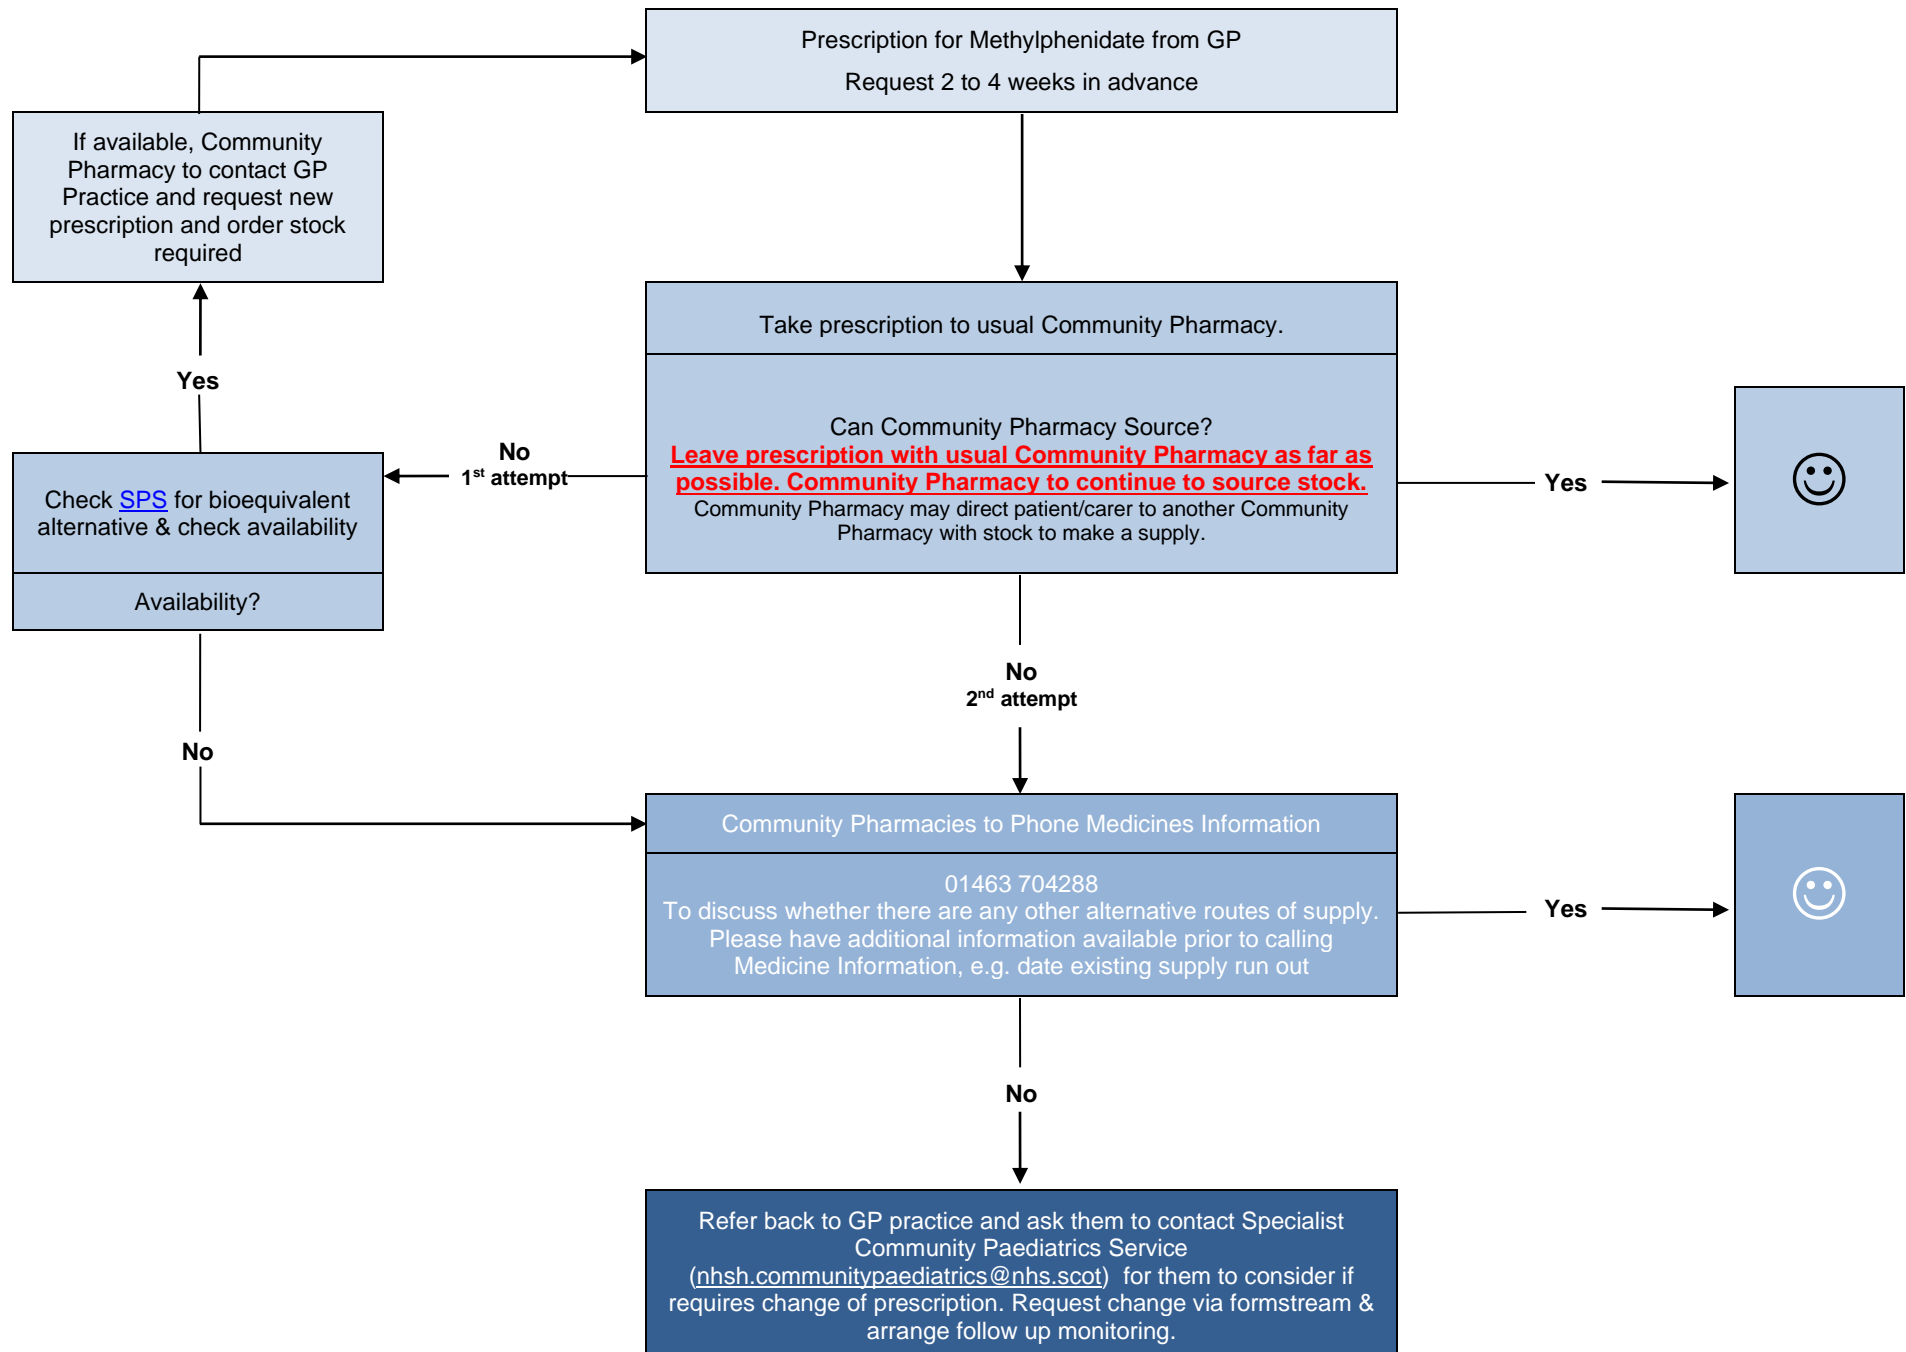 Prescription for Methylphenidate from GP
Request 2 to 4 weeks in advance
If available, Community
Pharmacy to contact GP
Practice and request new
prescription and order stock
required
Take prescription to usual Community Pharmacy.
Yes
Can Community Pharmacy Source?
Leave prescription with usual Community Pharmacy as far as
possible. Community Pharmacy to continue to source stock.
Community Pharmacy may direct patient/carer to another Community
Pharmacy with stock to make a supply.
No
1st attempt
Yes
Check SPS for bioequivalent
alternative & check availability
Availability?
No
2nd attempt
No
Community Pharmacies to Phone Medicines Information
01463 704288
To discuss whether there are any other alternative routes of supply.
Please have additional information available prior to calling
Medicine Information, e.g. date existing supply run out
Yes
No
Refer back to GP practice and ask them to contact Specialist
Community Paediatrics Service
(nhsh.communitypaediatrics@nhs.scot)  for them to consider if
requires change of prescription. Request change via formstream &
arrange follow up monitoring.